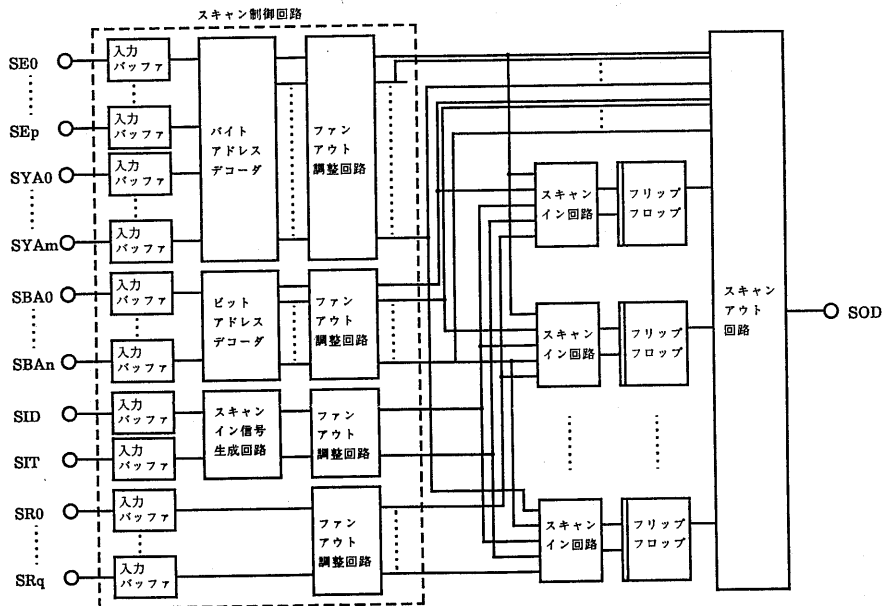 スキャン制御回路
SE0
入力
バッファ
SEp
入力
バッファ
SYA0
入力
バッファ
SYAm
入力
バッファ
バイト
アドレス
デコーダ
ファン
アウト
調整回路
SBA0
入力
バッファ
SBAn
入力
バッファ
ビット
アドレス
デコーダ
ファン
アウト
調整回路
SID
入力
バッファ
SIT
入力
バッファ
スキャン
イン信号
生成回路
ファン
アウト
調整回路
SR0
入力
バッファ
SRq
入力
バッファ
ファン
アウト
調整回路
スキャン
イン回路
フリップ
フロップ
スキャン
イン回路
フリップ
フロップ
スキャン
イン回路
フリップ
フロップ
スキャン
アウト
回路
SOD